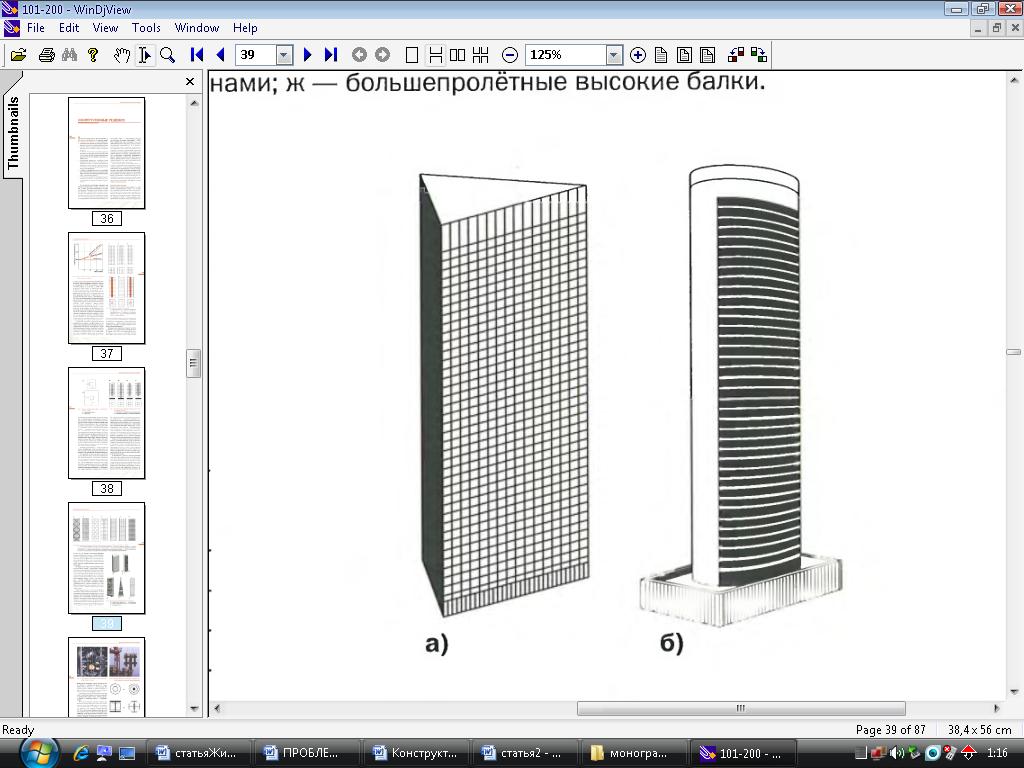 101-200 - WinDjView
File Edit View Tools Window Help
39 125%
Thumbnails
36
37
38
39
нами; ж — большепролётные высокие балки.
а) б)
Ready Page 39 of 87 38,4 x 56 cm
статьяЖи... ПРОБЛЕ... Конструкт... статья2 - ... моногра... 101-200 - ... 1:16